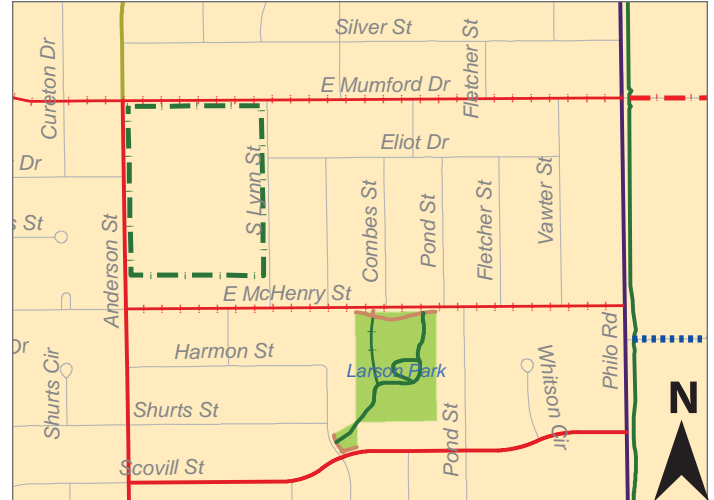 Silver St
Cureton Dr
Fletcher St
E Mumford Dr
Eliot Dr
Dr
S Lynn St
s St
Anderson St
Combes St
Pond St
Fletcher St
Vawter St
E McHenry St
Dr
Harmon St
Philo Rd
Shurts Cir
Larson Park
Whitson Cir
Shurts St
Pond St
Scovill St
N